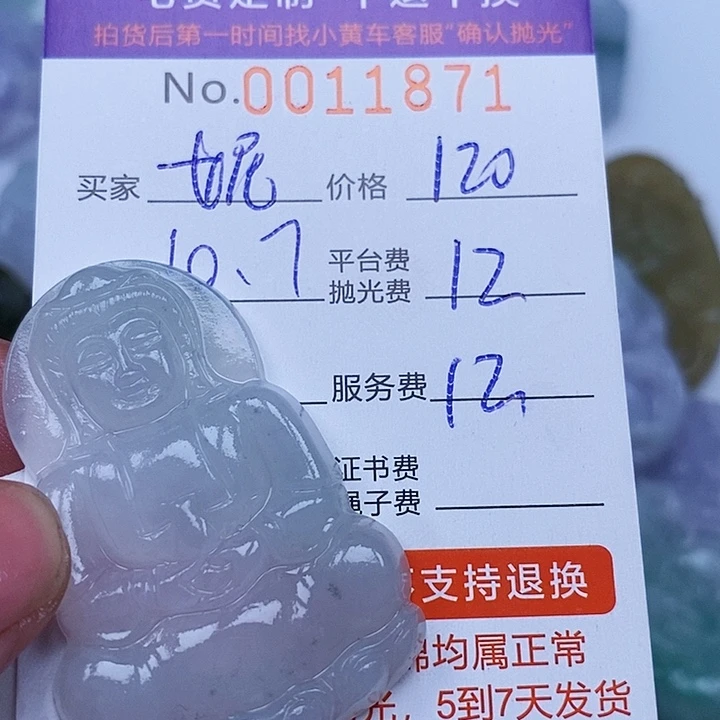 拍货后第一时间找小黄车客服"确认抛光"
No.0011871
买家 妮 价格 120
10、7 平台费 12
抛光费
服务费 12
证书费
绳子费
支持退换
均属正常
光，5到7天发货